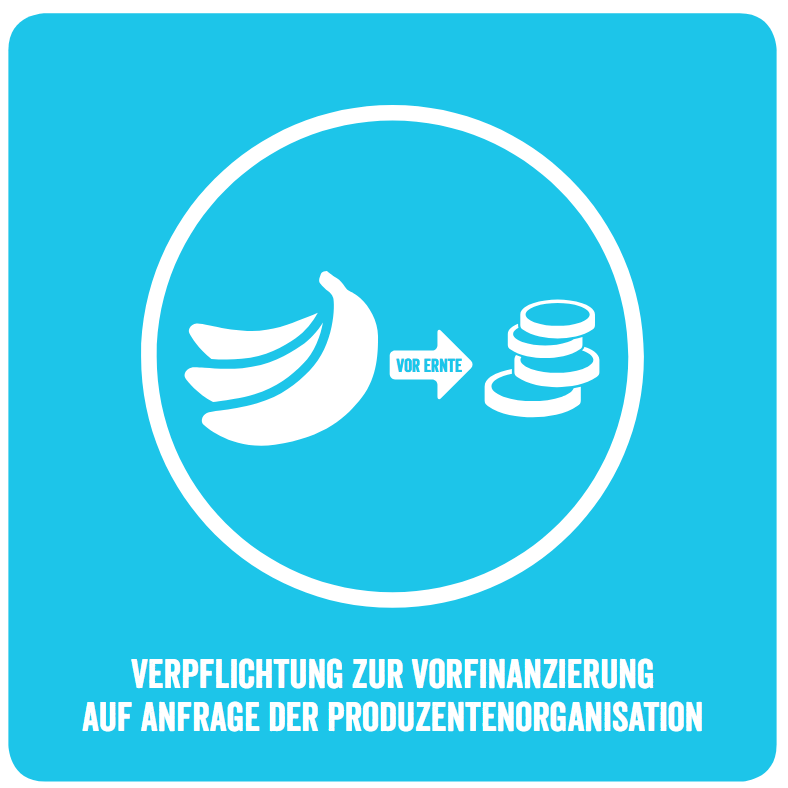 VOR ERNTE
VERPFLICHTUNG ZUR VORFINANZIERUNG
AUF ANFRAGE DER PRODUZENTENORGANISATION